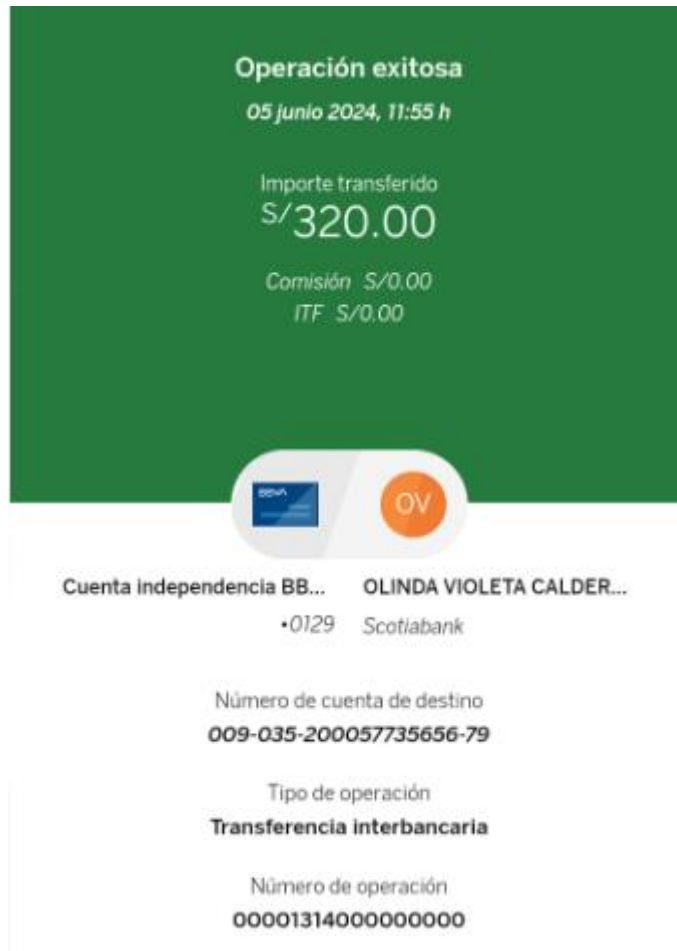 Operación exitosa
05 junio 2024, 11:55 h
Importe transferido
S/320.00
Comisión S/0.00
ITF S/0.00
BBVA
OV
Cuenta independencia BB...
•0129
OLINDA VIOLETA CALDER...
Scotiabank
Número de cuenta de destino
009-035-200057735656-79
Tipo de operación
Transferencia interbancaria
Número de operación
00001314000000000